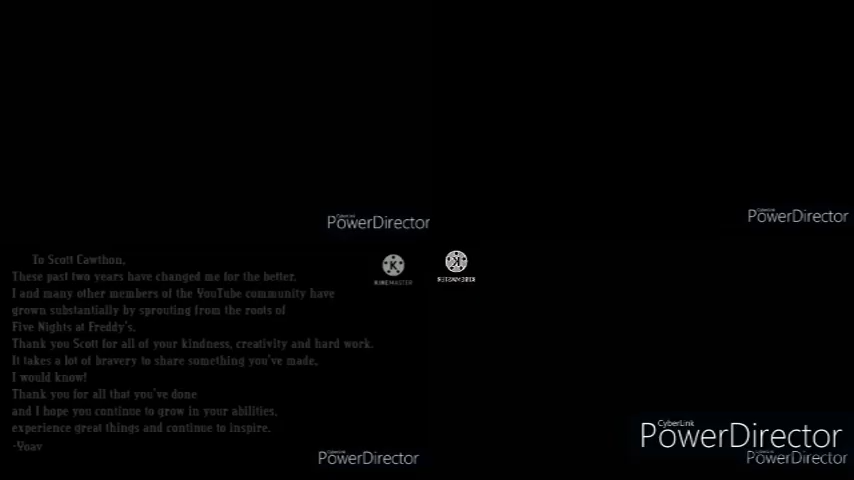 CyberLink
PowerDirector
CyberLink
PowerDirector
To Scott Cawthon,
These past two years have changed me for the better.
I and many other members of the YouTube community have
grown substantially by sprouting from the roots of
Five Nights at Freddy's.
Thank you Scott for all of your kindness, creativity and hard work.
It takes a lot of bravery to share something you've made,
I would know!
Thank you for all that you've done
and I hope you continue to grow in your abilities,
experience great things and continue to inspire.
-Yoav
K
KINEMASTER
CyberLink
PowerDirector
K
KINEMASTER
CyberLink
PowerDirector
PowerDirector